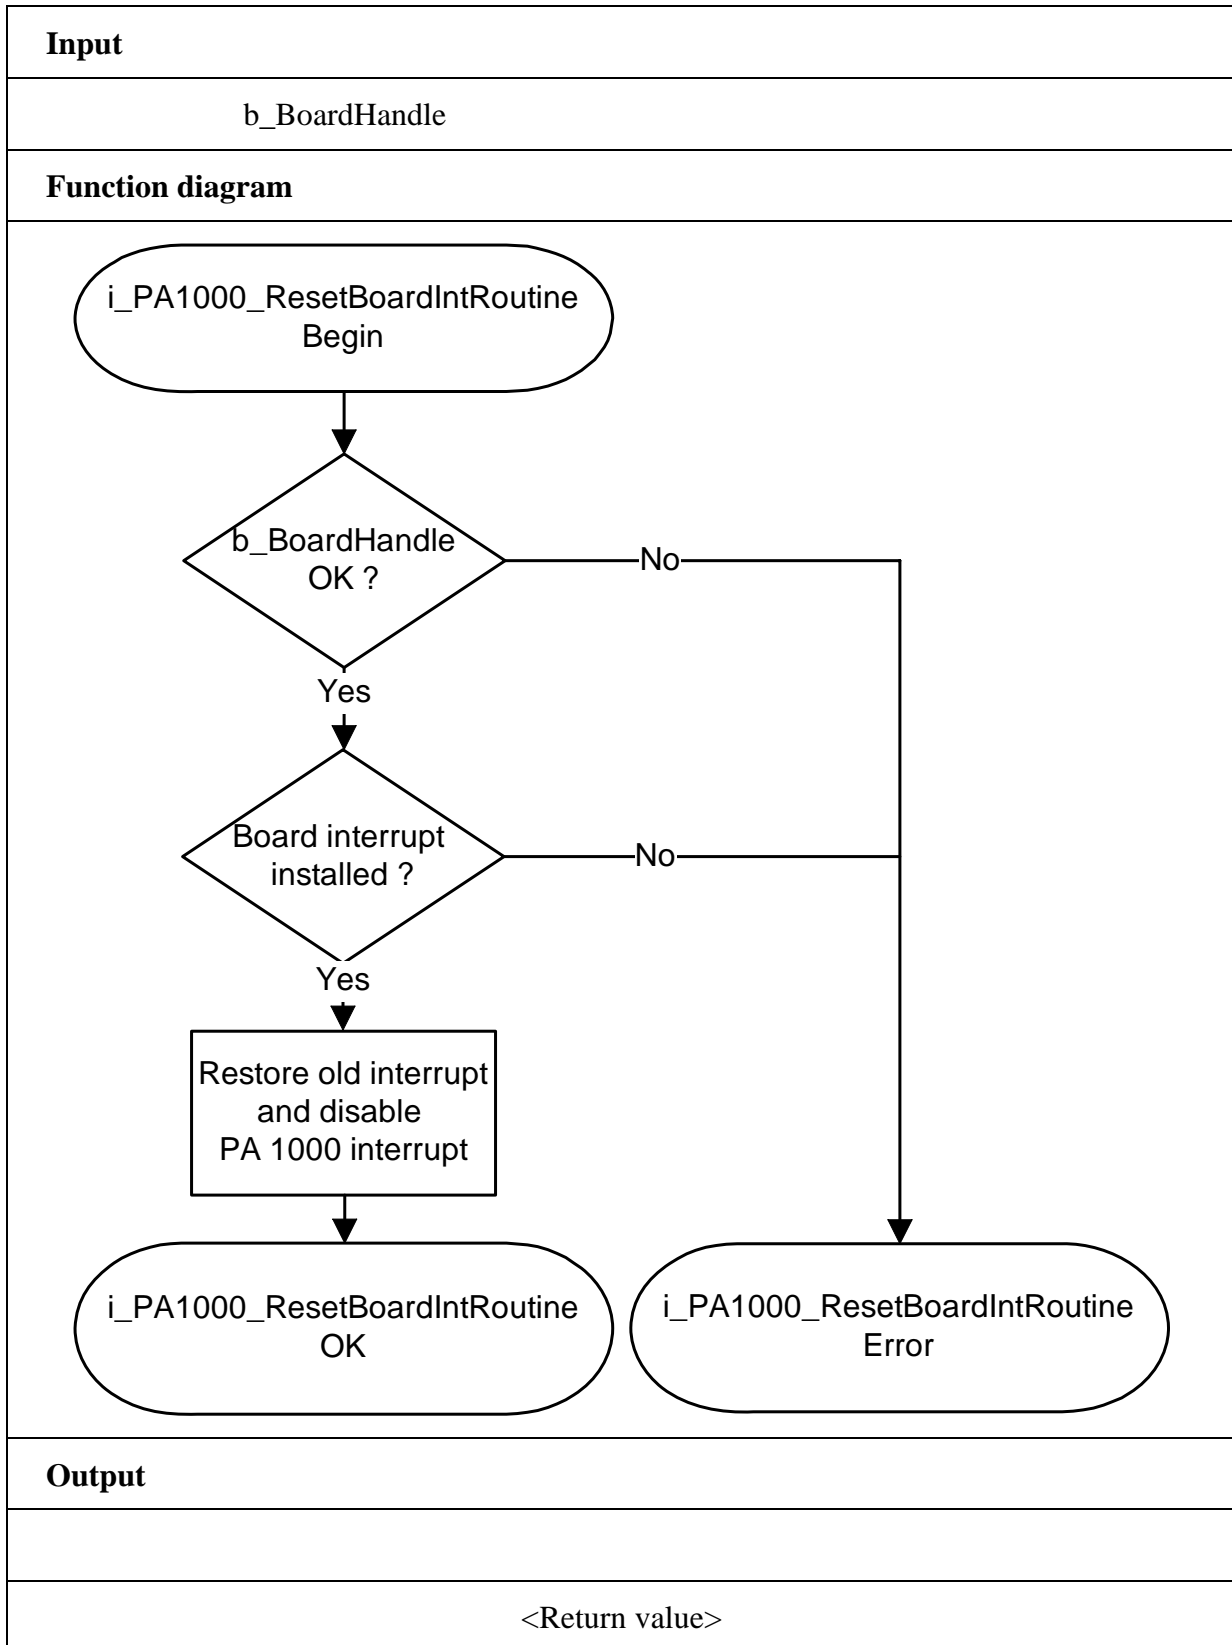 Input
b_BoardHandle
Function diagram
i_PA1000_ResetBoardIntRoutine
Begin
b_BoardHandle
OK ?
No
Yes
Board interrupt
installed ?
No
Yes
Restore old interrupt
and disable
PA 1000 interrupt
i_PA1000_ResetBoardIntRoutine
OK
i_PA1000_ResetBoardIntRoutine
Error
Output
<Return value>